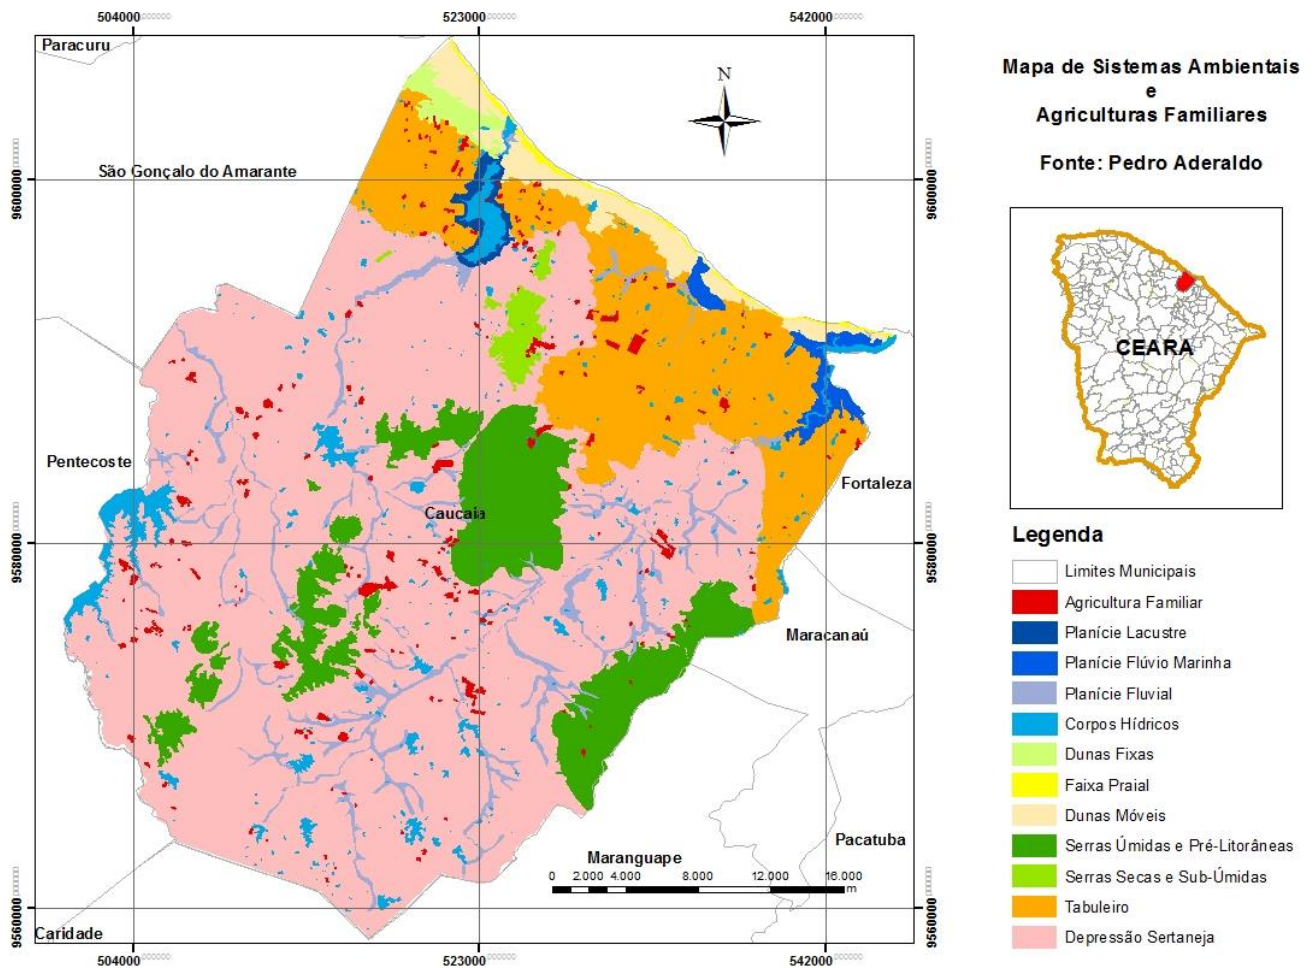 504000
523000
542000
Paracuru
N
Mapa de Sistemas Ambientais
e
Agriculturas Familiares
Fonte: Pedro Aderaldo
São Gonçalo do Amarante
9600000
9600000
CEARA
Pentecoste
Fortaleza
Caucaia
9580000
9580000
Legenda
Limites Municipais
Agricultura Familiar
Planície Lacustre
Maracanaú
Planície Flúvio Marinha
Planície Fluvial
Corpos Hídricos
Dunas Fixas
Faixa Praial
Dunas Móveis
Serras Úmidas e Pré-Litorâneas
Pacatuba
Maranguape
0 2.000 4.000 8.000 12.000 16.000
m
Serras Secas e Sub-Úmidas
Tabuleiro
Depressão Sertaneja
9560000
9560000
Caridade
504000
523000
542000